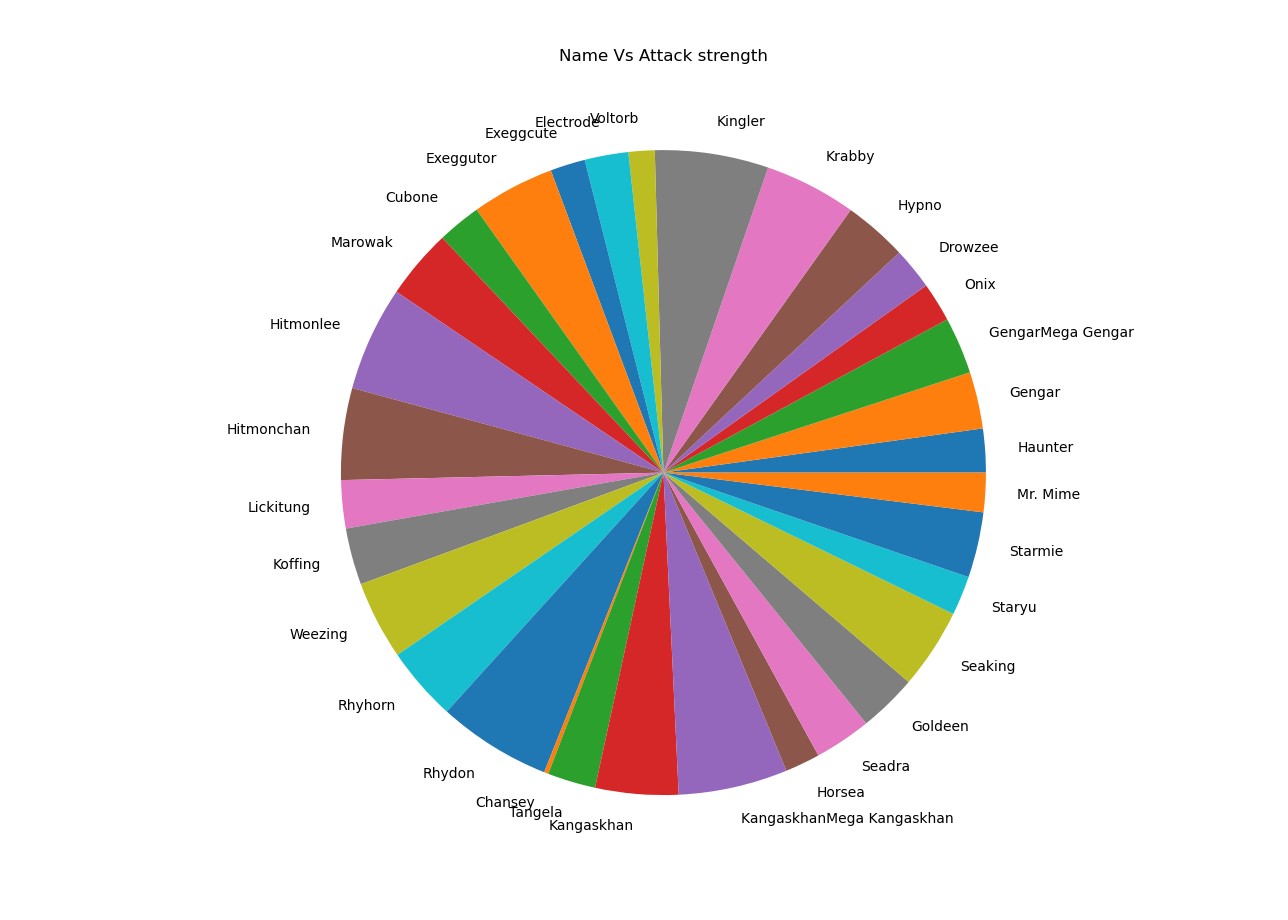 Name Vs Attack strength
Haunter
Gengar
GengarMega Gengar
Onix
Drowzee
Hypno
Krabby
Kingler
Voltorb
Electrode
Exeggcute
Exeggutor
Cubone
Marowak
Hitmonlee
Hitmonchan
Lickitung
Koffing
Weezing
Rhyhorn
Rhydon
Chansey
Tangela
Kangaskhan
KangaskhanMega Kangaskhan
Horsea
Seadra
Goldeen
Seaking
Staryu
Starmie
Mr. Mime